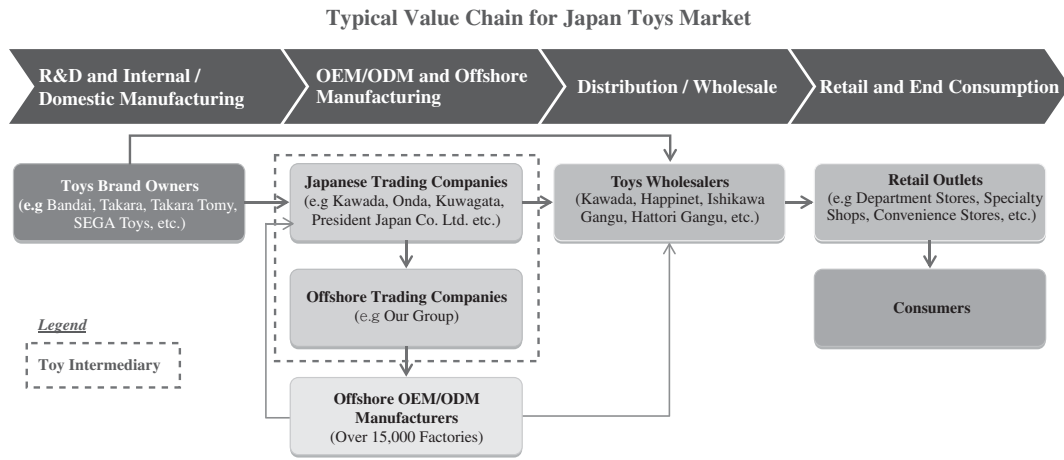 Typical Value Chain for Japan Toys Market
R&D and Internal /
Domestic Manufacturing
OEM/ODM and Offshore
Manufacturing
Distribution / Wholesale
Retail and End Consumption
Toys Brand Owners
(e.g Bandai, Takara, Takara Tomy,
SEGA Toys, etc.)
Japanese Trading Companies
(e.g Kawada, Onda, Kuwagata,
President Japan Co. Ltd. etc.)
Toys Wholesalers
(Kawada, Happinet, Ishikawa
Gangu, Hattori Gangu, etc.)
Retail Outlets
(e.g Department Stores, Specialty
Shops, Convenience Stores, etc.)
Offshore Trading Companies
(e.g Our Group)
Consumers
Legend
Toy Intermediary
Offshore OEM/ODM
Manufacturers
(Over 15,000 Factories)